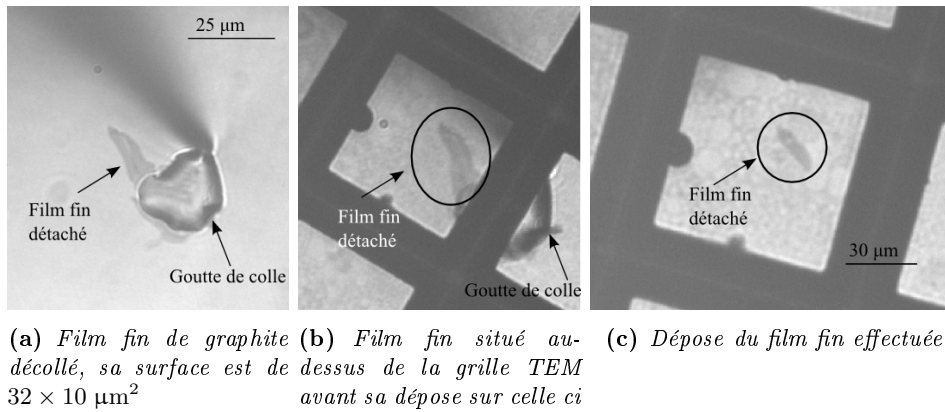 25 µm
Film fin
détaché
Goutte de colle
Film fin
détaché
Goutte de colle
Film fin
détaché
30 µm
(a) Film fin de graphite
décollé, sa surface est de
32 × 10 µm²
(b) Film fin situé au-
dessus de la grille TEM
avant sa dépose sur celle ci
(c) Dépose du film fin effectuée